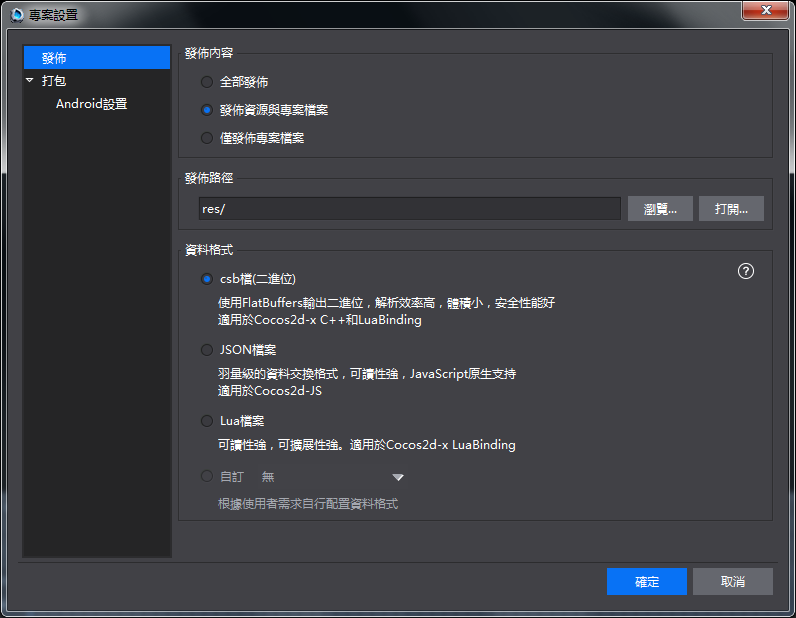 專案設置
發佈
打包
Android設置
發佈內容
全部發佈
發佈資源與專案檔案
僅發佈專案檔案
發佈路徑
res/
瀏覽...
打開...
資料格式
csb檔(二進位)
使用FlatBuffers輸出二進位，解析效率高，體積小，安全性能好
適用於Cocos2d-x C++和LuaBinding
JSON檔案
羽量級的資料交換格式，可讀性強，JavaScript原生支持
適用於Cocos2d-JS
Lua檔案
可讀性強，可擴展性強。適用於Cocos2d-x LuaBinding
自訂 無
根據使用者需求自行配置資料格式
確定
取消